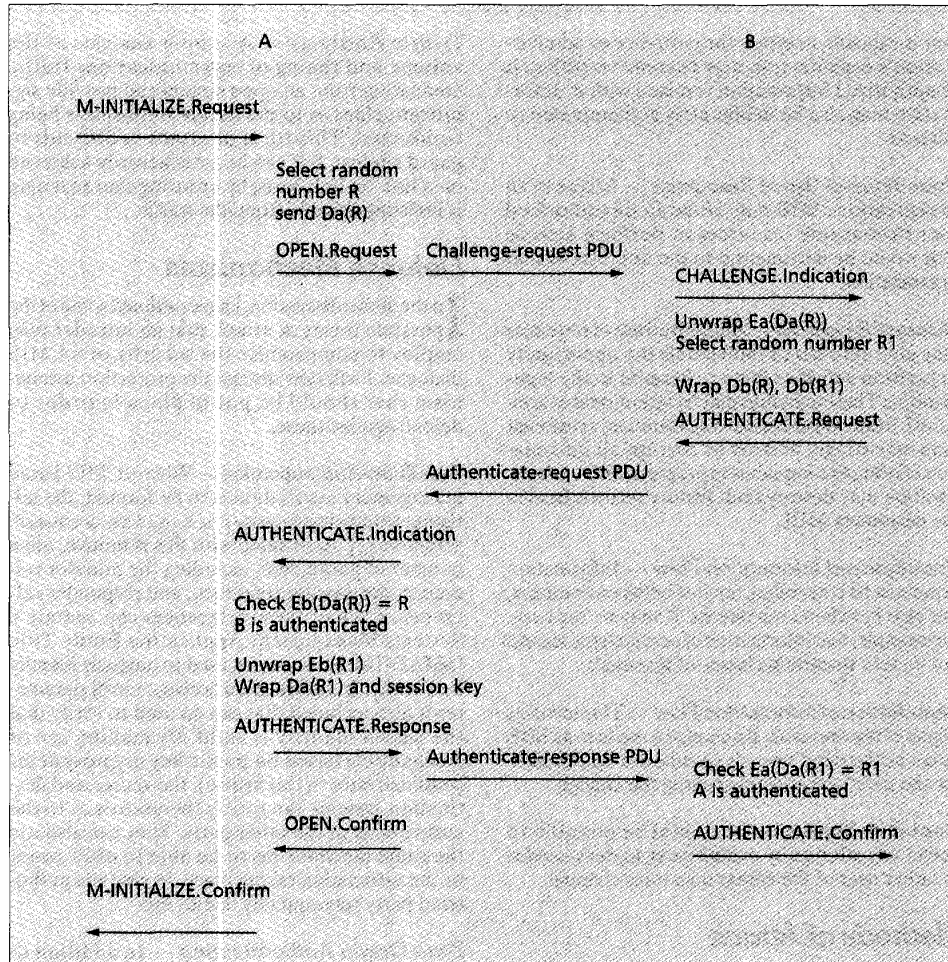 A
B
M-INITIALIZE.Request
Select random
number R
send Da(R)
OPEN.Request
Challenge-request PDU
CHALLENGE.Indication
Unwrap Ea(Da(R))
Select random number R1
Wrap Db(R), Db(R1)
AUTHENTICATE.Request
Authenticate-request PDU
AUTHENTICATE.Indication
Check Eb(Da(R)) = R
B is authenticated
Unwrap Eb(R1)
Wrap Da(R1) and session key
AUTHENTICATE.Response
Authenticate-response PDU
Check Ea(Da(R1) = R1
A is authenticated
OPEN.Confirm
AUTHENTICATE.Confirm
M-INITIALIZE.Confirm